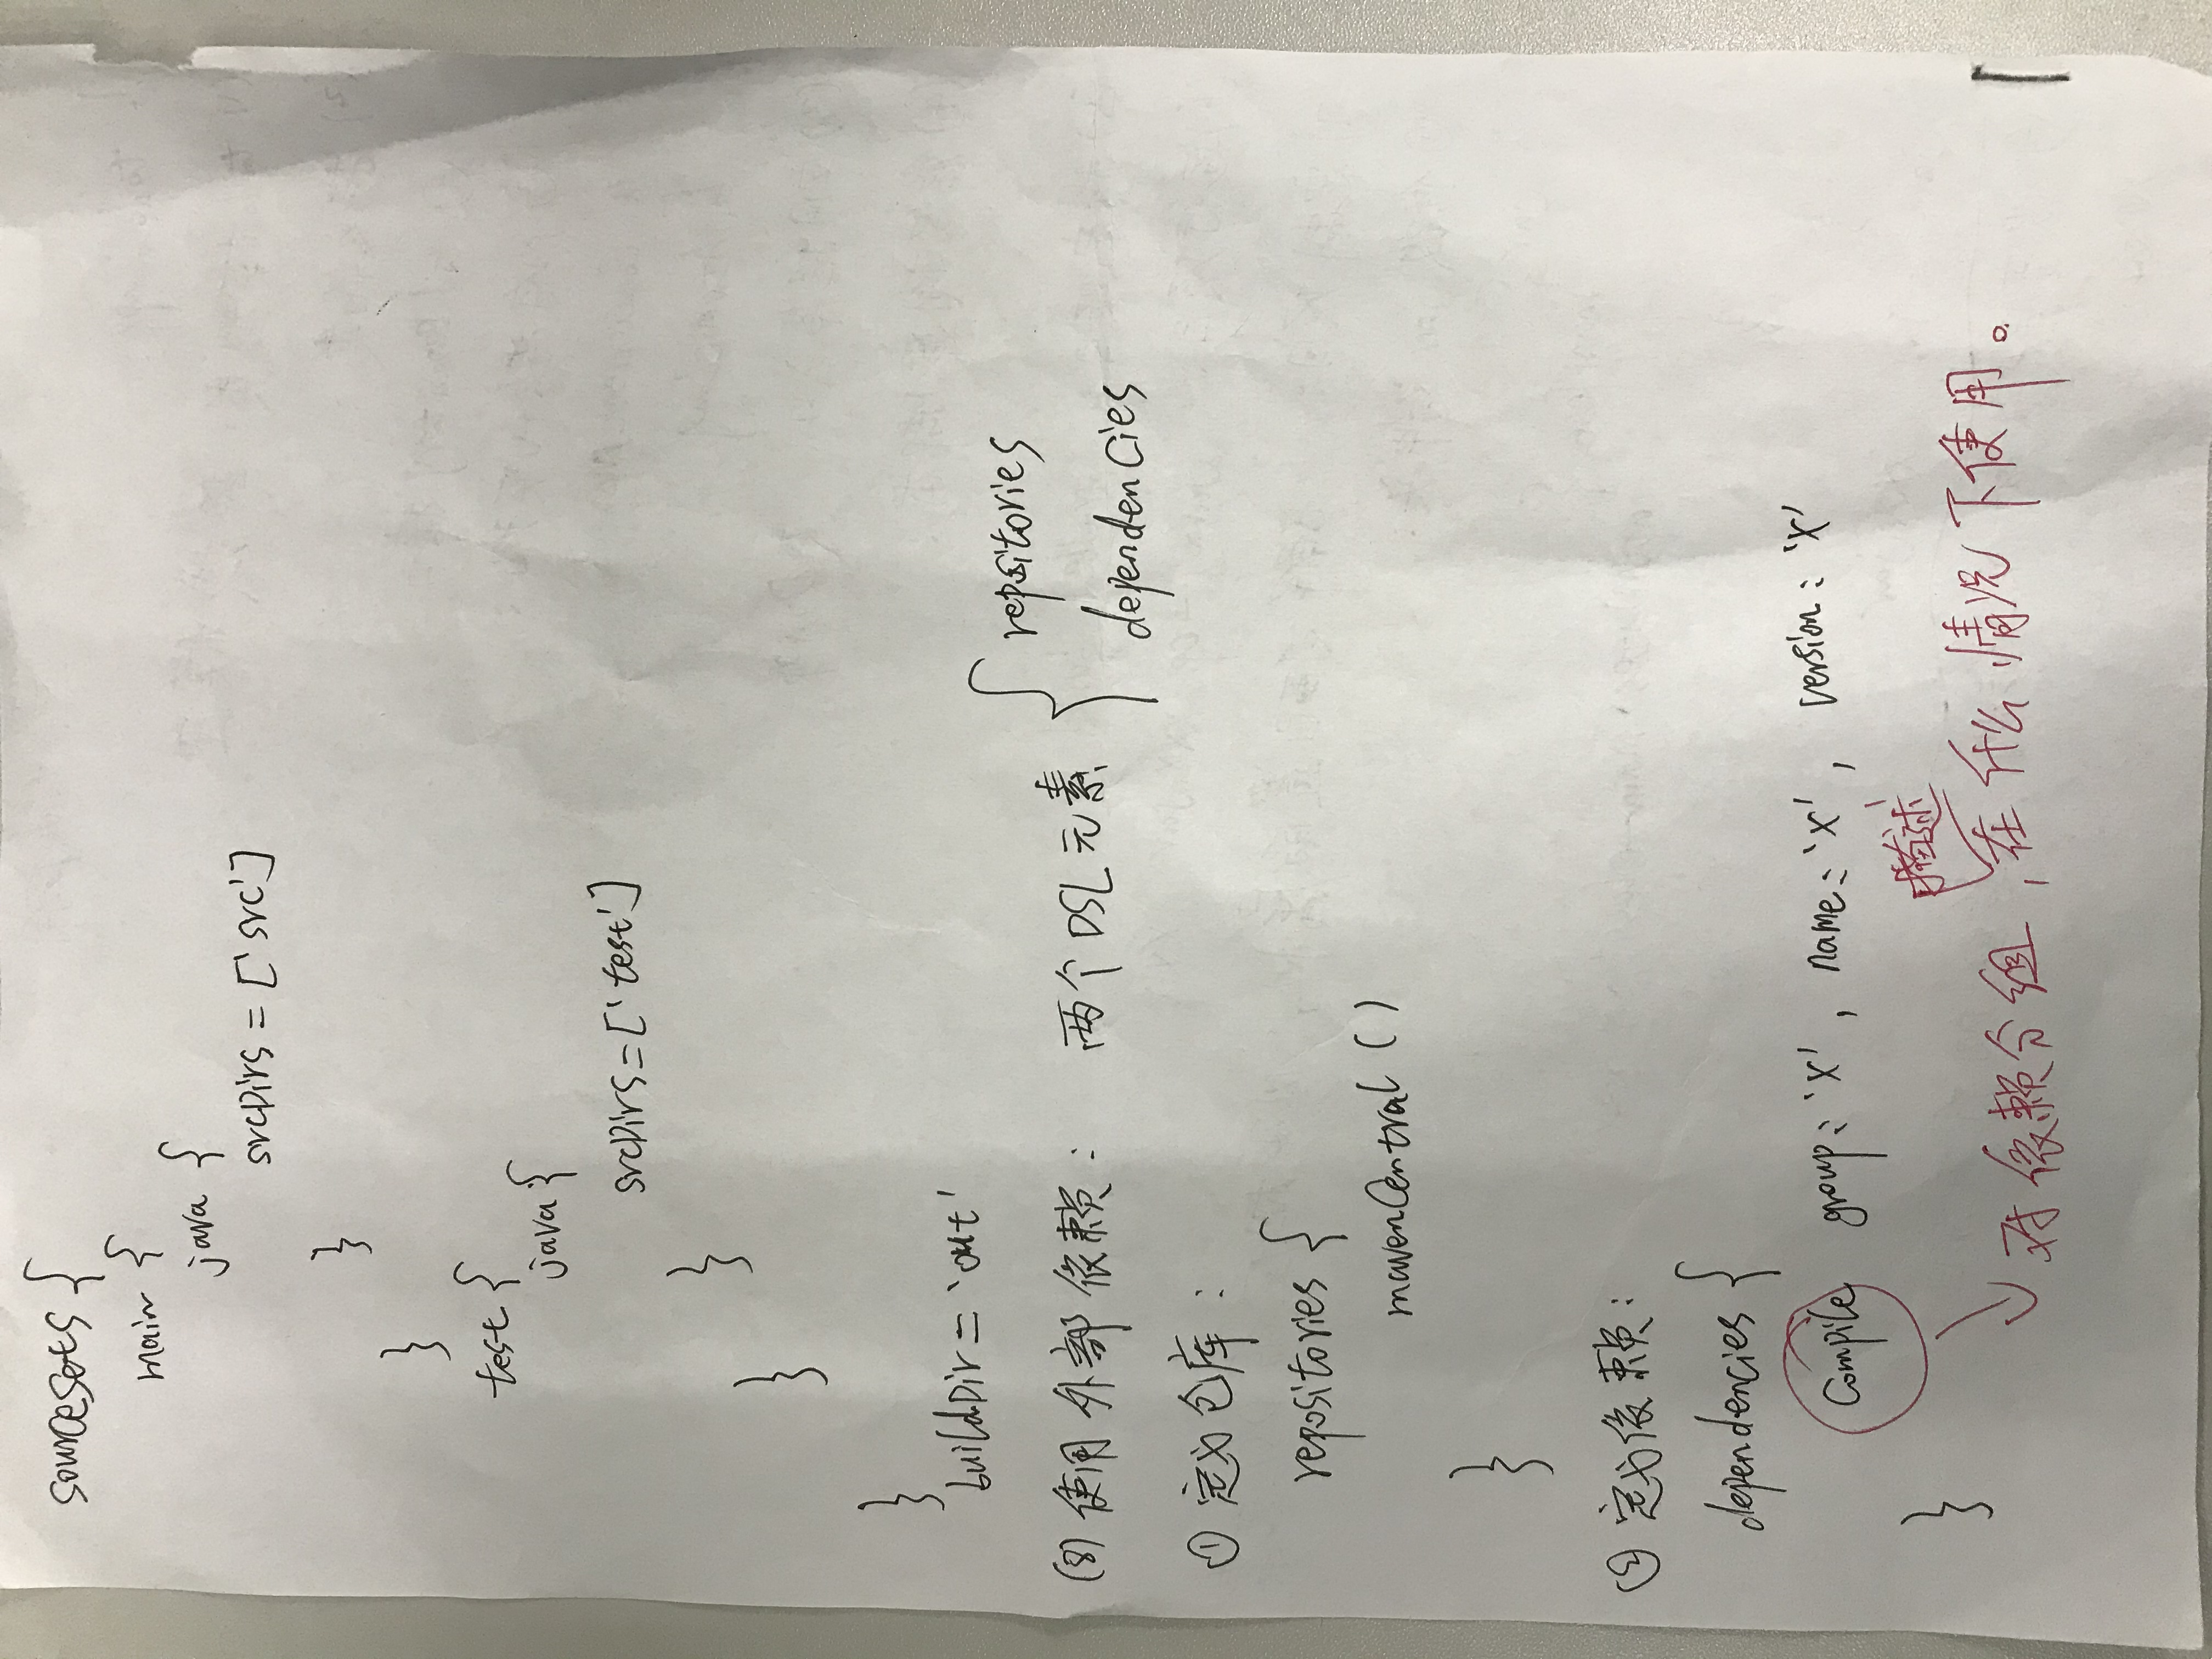 sourcesets {
main {
java {
srcDirs = ['src']
}
}
test {
java {
srcDirs = ['test']
}
}
}
buildDir = 'out'
(8) 使用外部依赖: 两个DSL元素 { repositories
dependencies
① 定义仓库:
repositories {
mavenCentral ()
}
② 定义依赖:
dependencies {
Compile group: 'x', name: 'x', version: 'x'
}
描述
对依赖分组,在什么情况下使用。